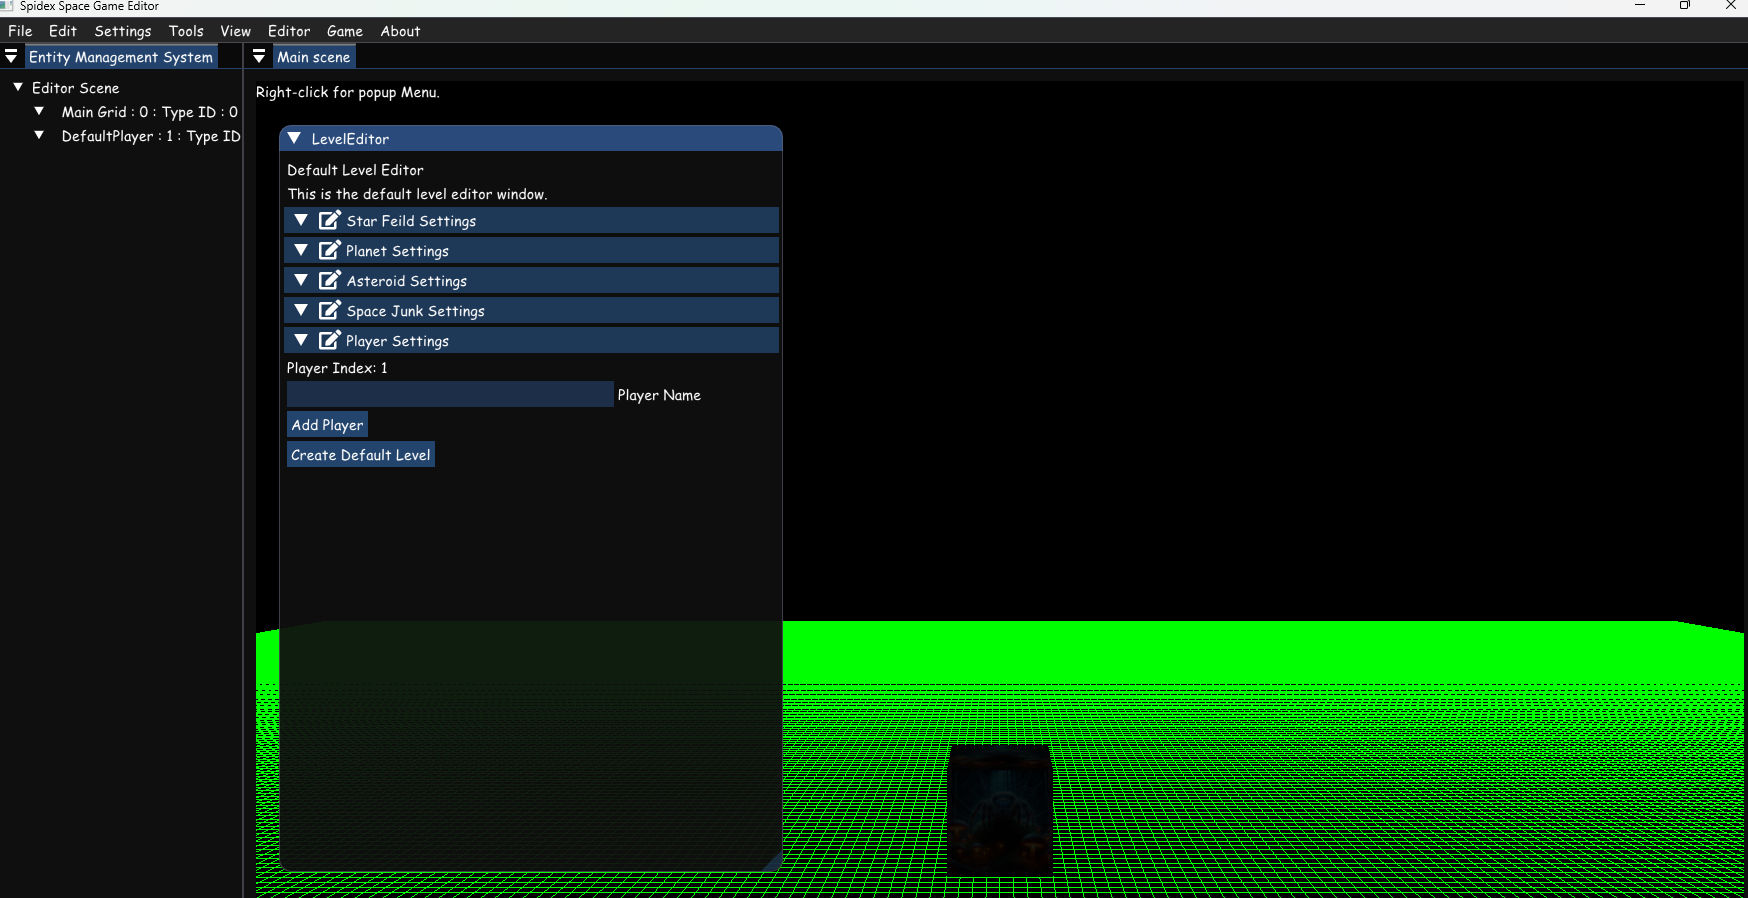 Spidex Space Game Editor
File Edit Settings Tools View Editor Game About
Entity Management System
Main scene
Editor Scene
Main Grid : 0 : Type ID : 0
DefaultPlayer : 1 : Type ID
Right-click for popup Menu.
LevelEditor
Default Level Editor
This is the default level editor window.
Star Feild Settings
Planet Settings
Asteroid Settings
Space Junk Settings
Player Settings
Player Index: 1
Player Name
Add Player
Create Default Level